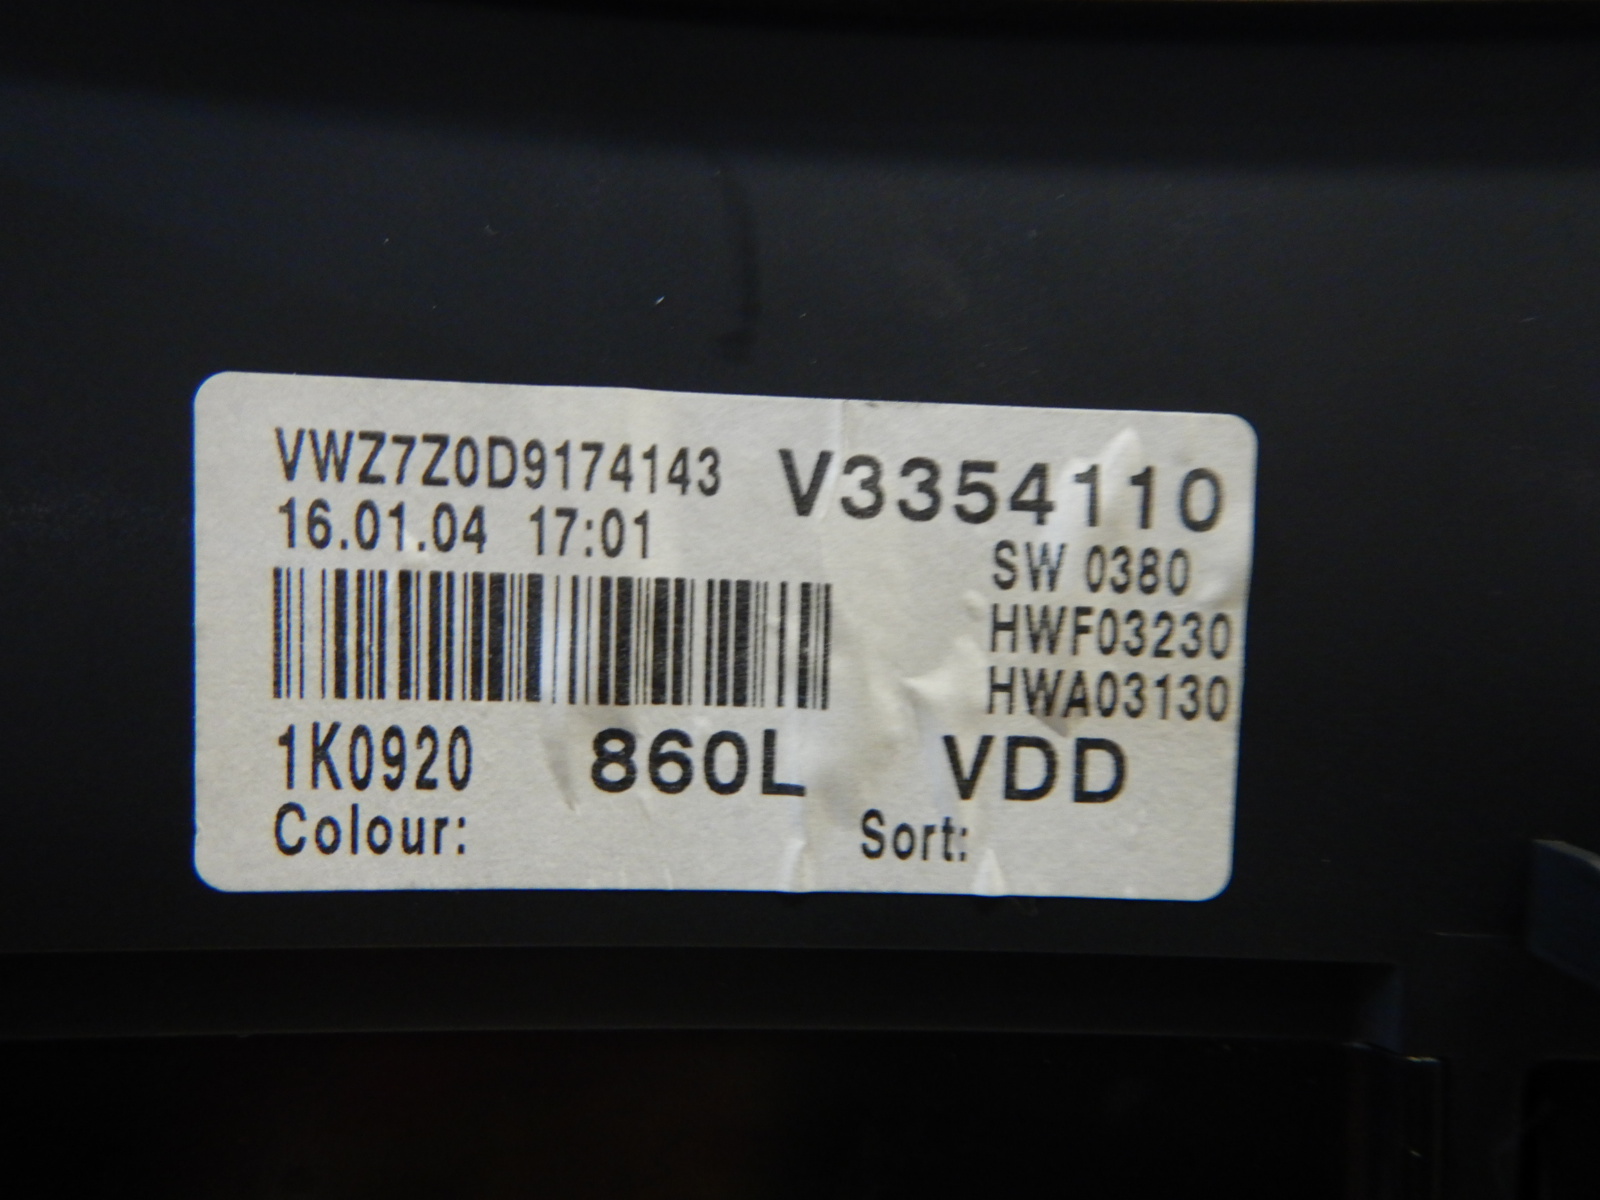 VWZ7Z0D9174143 V3354110
16.01.04 17:01
SW 0380
HWF03230
HWA03130
1K0920 860L VDD
Colour: Sort: